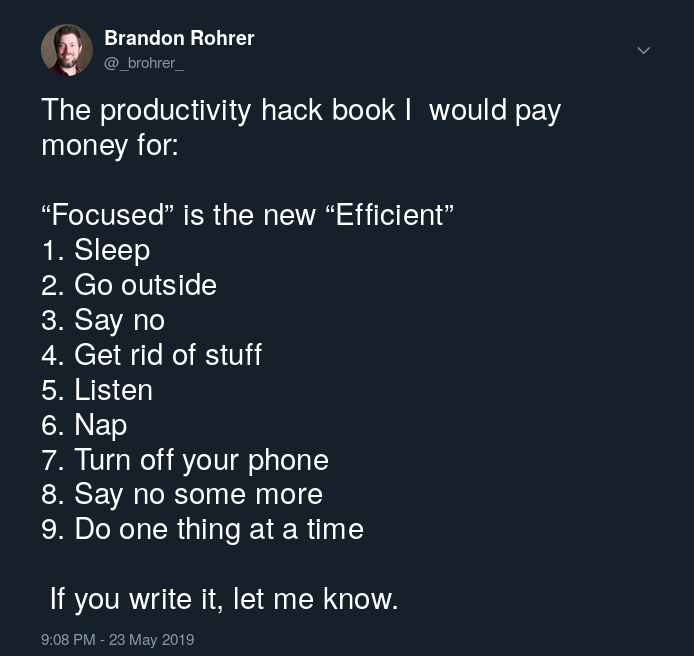 Brandon Rohrer
@_brohrer_
The productivity hack book I  would pay
money for:
“Focused” is the new “Efficient”
1. Sleep
2. Go outside
3. Say no
4. Get rid of stuff
5. Listen
6. Nap
7. Turn off your phone
8. Say no some more
9. Do one thing at a time
If you write it, let me know.
9:08 PM - 23 May 2019